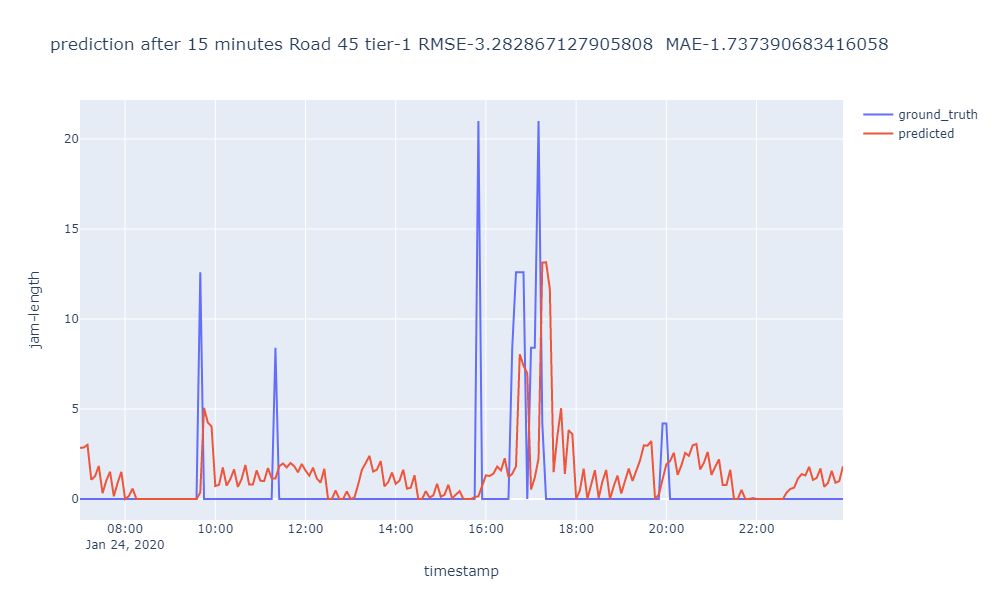 prediction after 15 minutes Road 45 tier-1 RMSE-3.282867127905808  MAE-1.737390683416058
ground_truth
predicted
20
15
10
5
0
jam-length
08:00 10:00 12:00 14:00 16:00 18:00 20:00 22:00
Jan 24, 2020
timestamp